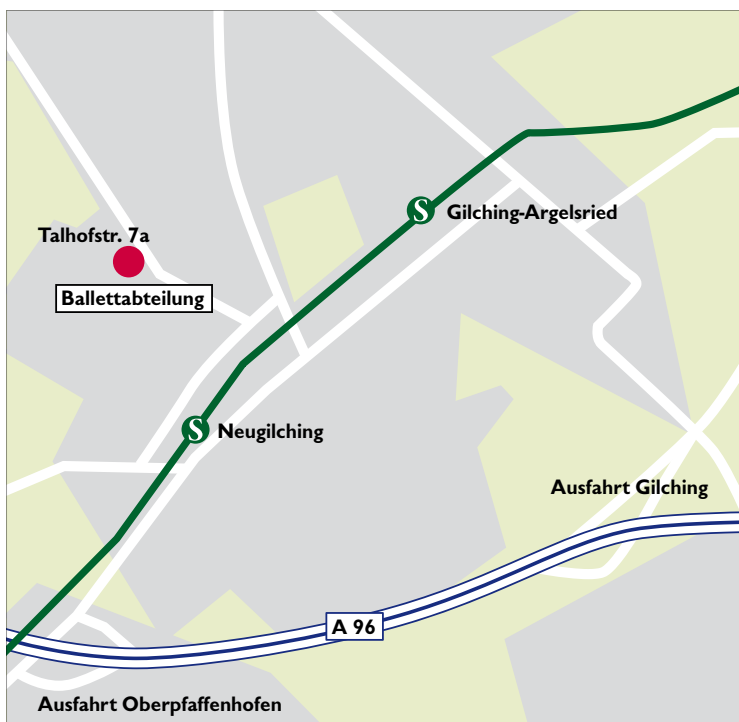 S
Gilching-Argelsried
Talhofstr. 7a
Ballettabteilung
S
Neugilching
Ausfahrt Gilching
A 96
Ausfahrt Oberpfaffenhofen